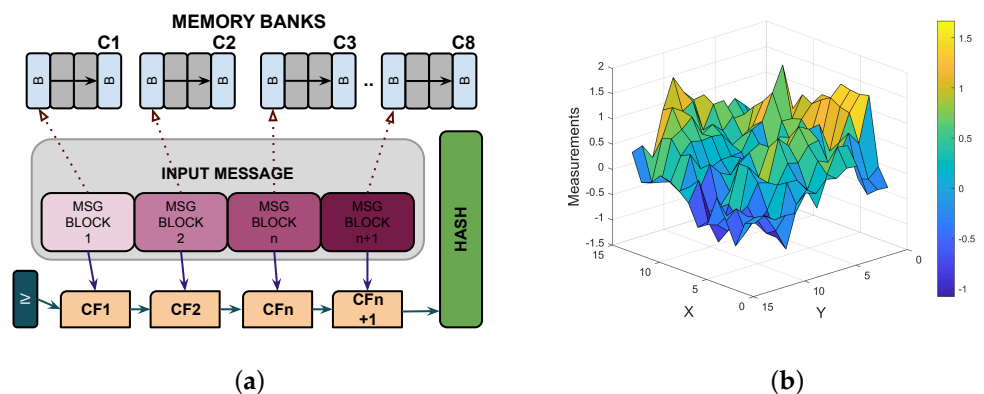 MEMORY BANKS
C1 C2 C3 C8
B B B B B B .. B B
INPUT MESSAGE
MSG BLOCK 1
MSG BLOCK 2
MSG BLOCK n
MSG BLOCK n+1
HASH
IV
CF1
CF2
CFn
CFn
+1
(a)
Measurements
2
1.5
1
0.5
0
-0.5
-1
-1.5
15
10
5
0
X
15
10
5
0
Y
1.5
1
0.5
0
-0.5
-1
(b)